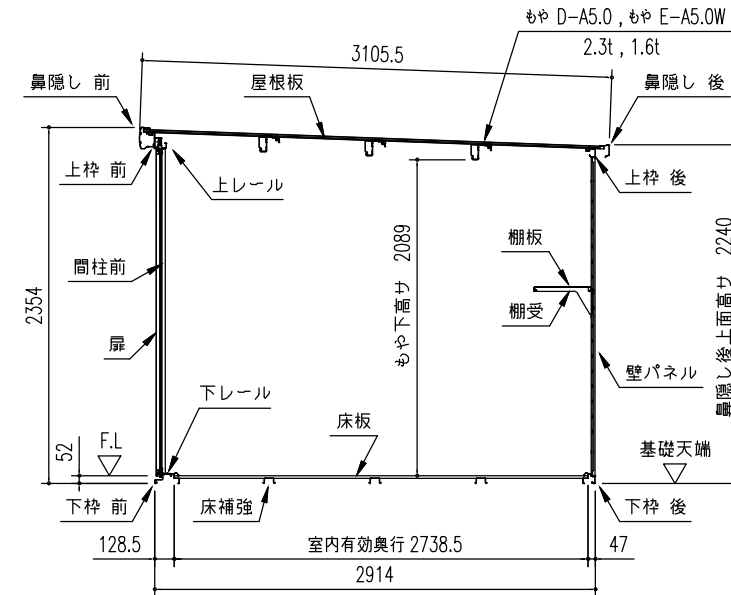 もや D-A5.0 , もや E-A5.0W
2.3t , 1.6t
3105.5
鼻隠し 前
屋根板
鼻隠し 後
上枠 前
上レール
上枠 後
間柱前
扉
2354
もや下高サ 2089
棚板
棚受
鼻隠し後上面高サ 2240
壁パネル
下レール
床板
52
F.L
基礎天端
下枠 前
床補強
下枠 後
128.5
室内有効奥行 2738.5
47
2914